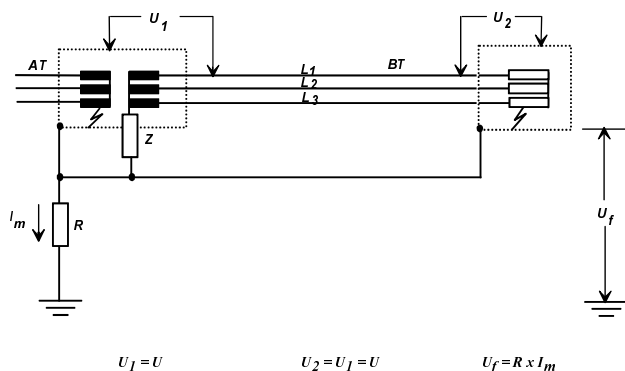 U1
U2
AT
L1
BT
L2
L3
Z
Im
R
Uf
U1 = U
U2 = U1 = U
Uf = R x Im